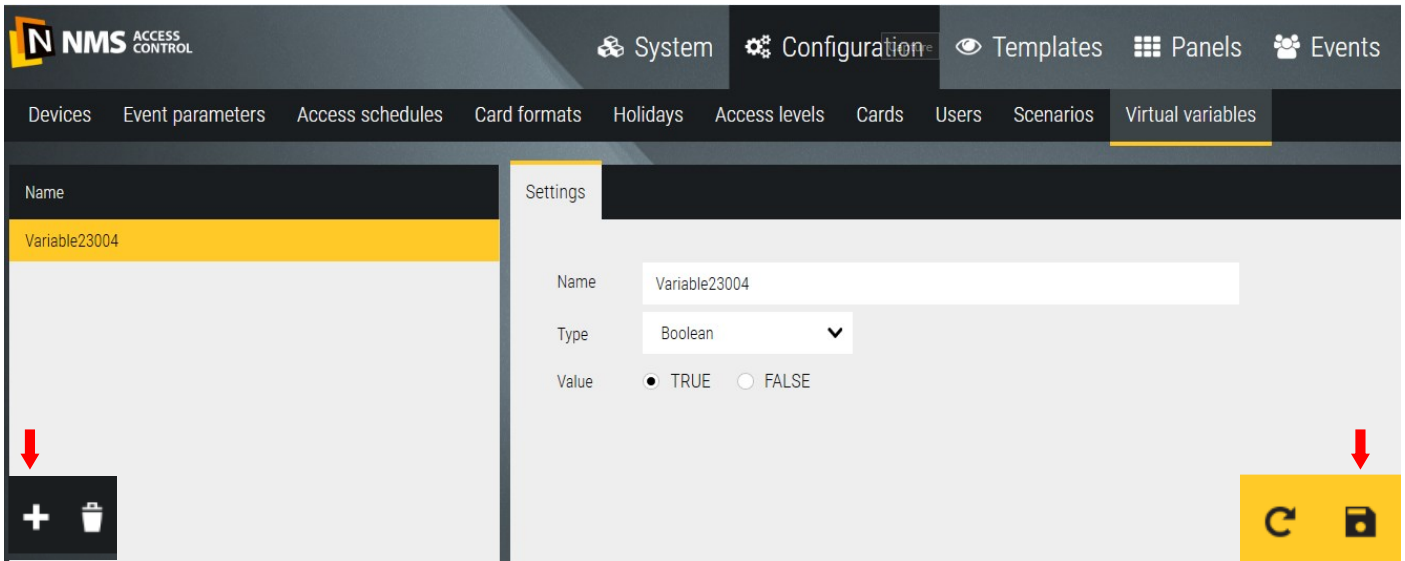 N NMS ACCESS CONTROL
System Configuration Templates Panels Events
Capture
Devices Event parameters Access schedules Card formats Holidays Access levels Cards Users Scenarios Virtual variables
Name
Settings
Variable23004
Name Variable23004
Type Boolean
Value TRUE FALSE